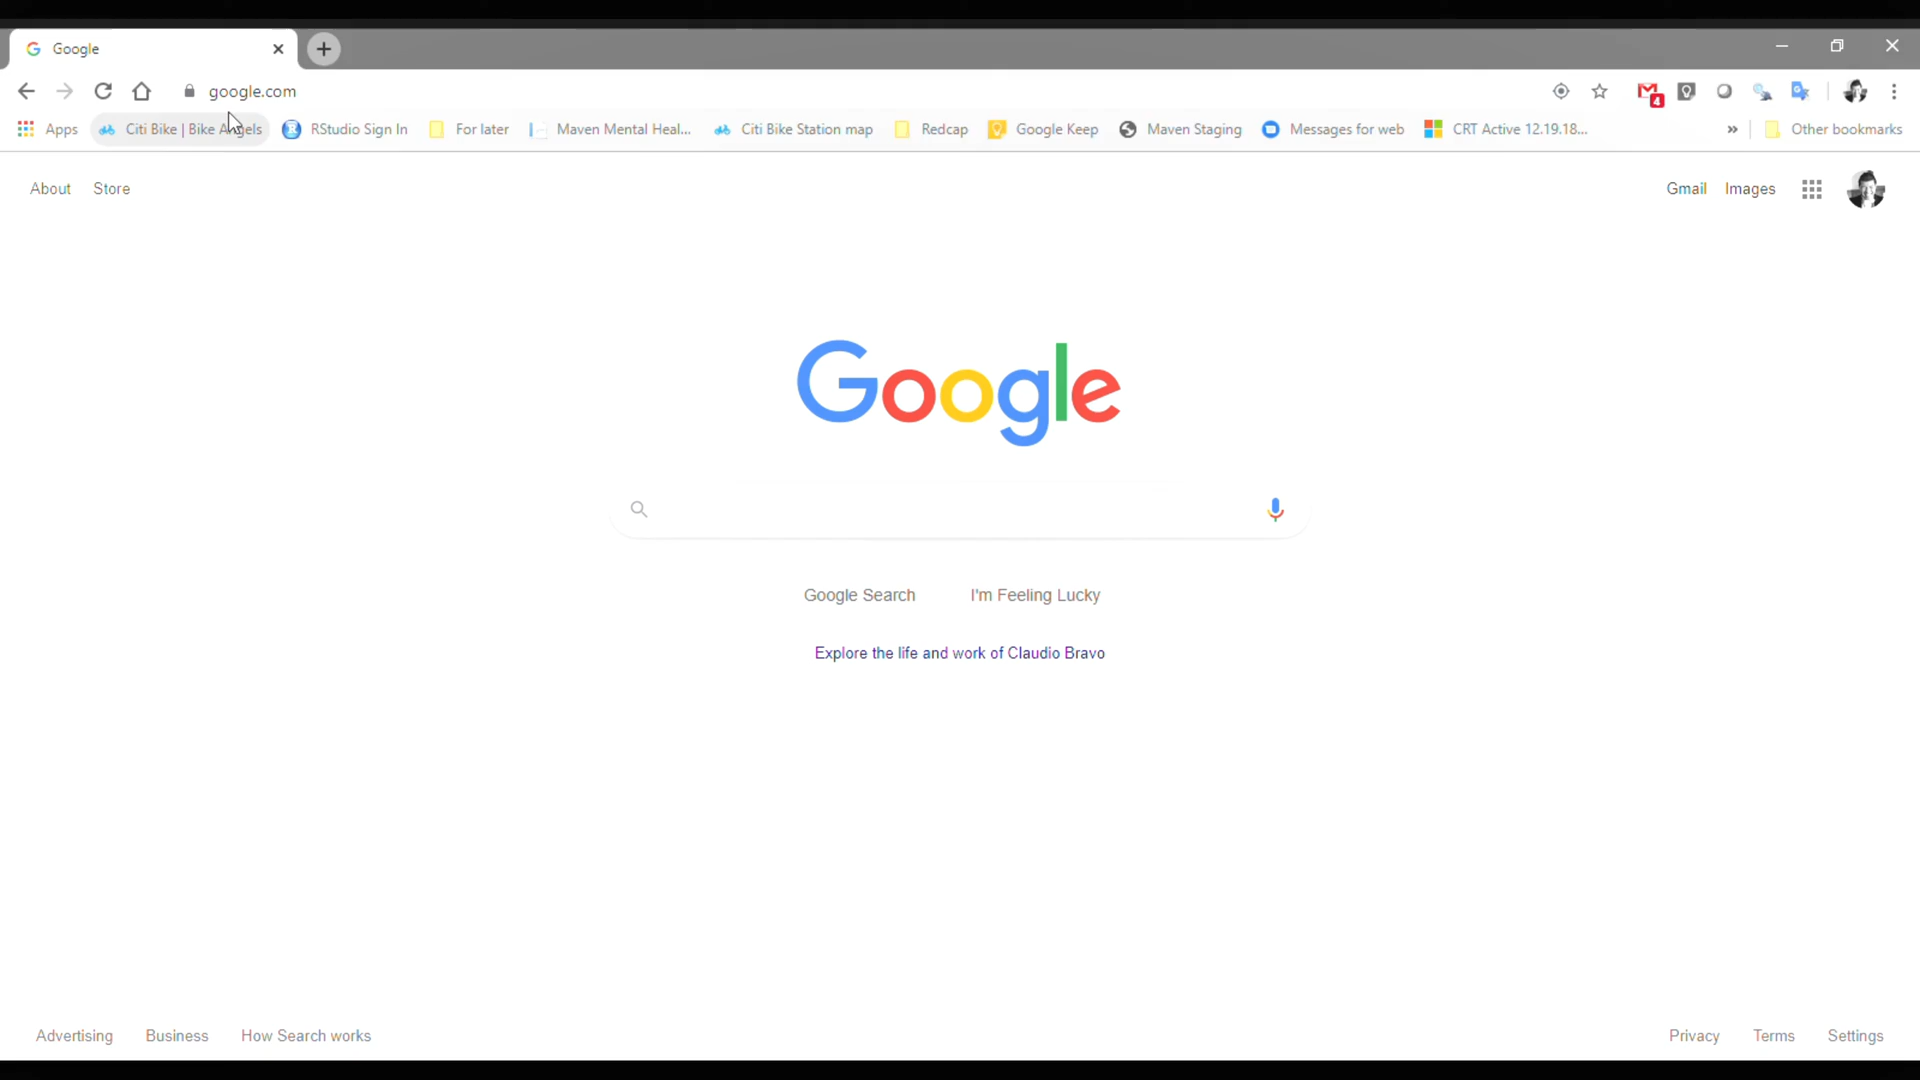 Google
google.com
4
Apps Citi Bike | Bike Angels RStudio Sign In For later Maven Mental Heal... Citi Bike Station map Redcap Google Keep Maven Staging Messages for web CRT Active 12.19.18... » Other bookmarks
About Store Gmail Images
Google
Google Search I'm Feeling Lucky
Explore the life and work of Claudio Bravo
Advertising Business How Search works Privacy Terms Settings